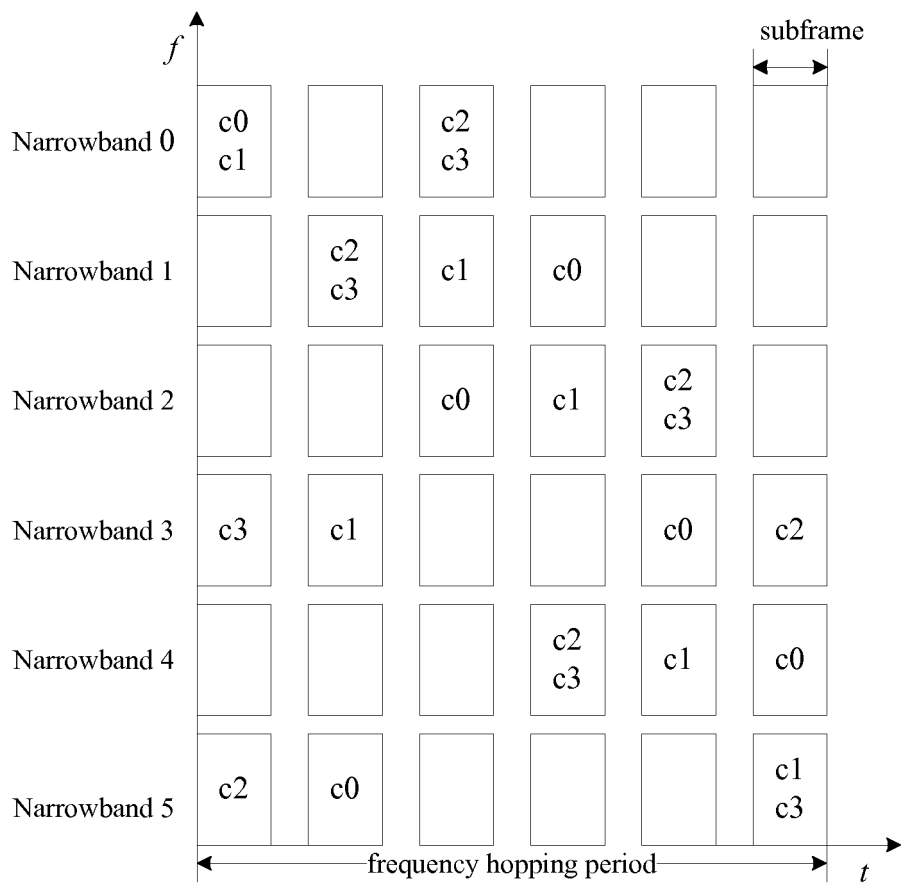 subframe
f
Narrowband 0
c0
c1
c2
c3
Narrowband 1
c2
c3
c1
c0
Narrowband 2
c0
c1
c2
c3
Narrowband 3
c3
c1
c0
c2
Narrowband 4
c2
c3
c1
c0
Narrowband 5
c2
c0
c1
c3
frequency hopping period
t